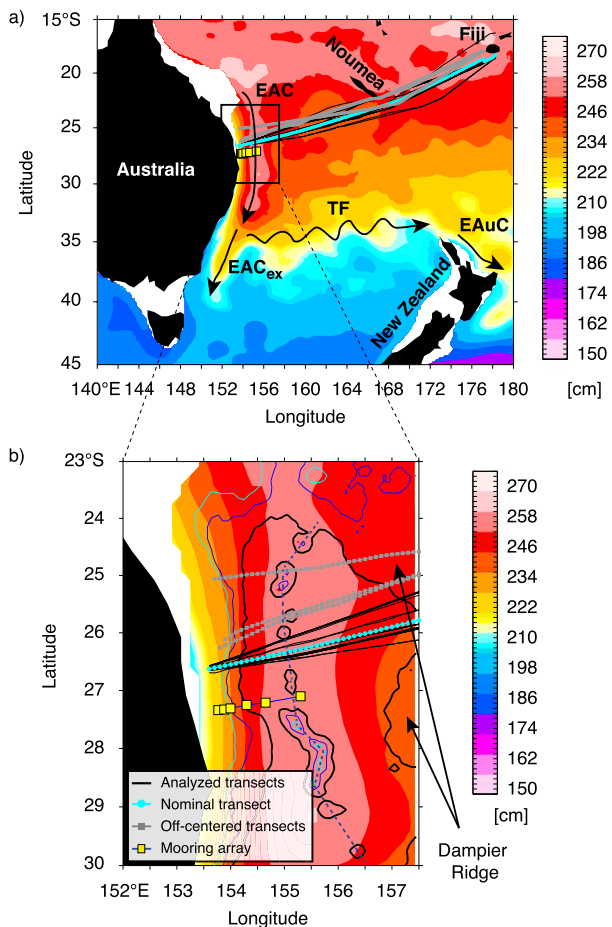 a)
15°S
20
25
30
35
40
45
Latitude
140°E
144
148
152
156
160
164
168
172
176
180
Longitude
Fiji
Noumea
EAC
Australia
TF
EAuC
EACex
New Zealand
270
258
246
234
222
210
198
186
174
162
150
[cm]
b)
23°S
24
25
26
27
28
29
30
Latitude
Analyzed transects
Nominal transect
Off-centered transects
Mooring array
152°E
153
154
155
156
157
Longitude
270
258
246
234
222
210
198
186
174
162
150
[cm]
Dampier
Ridge